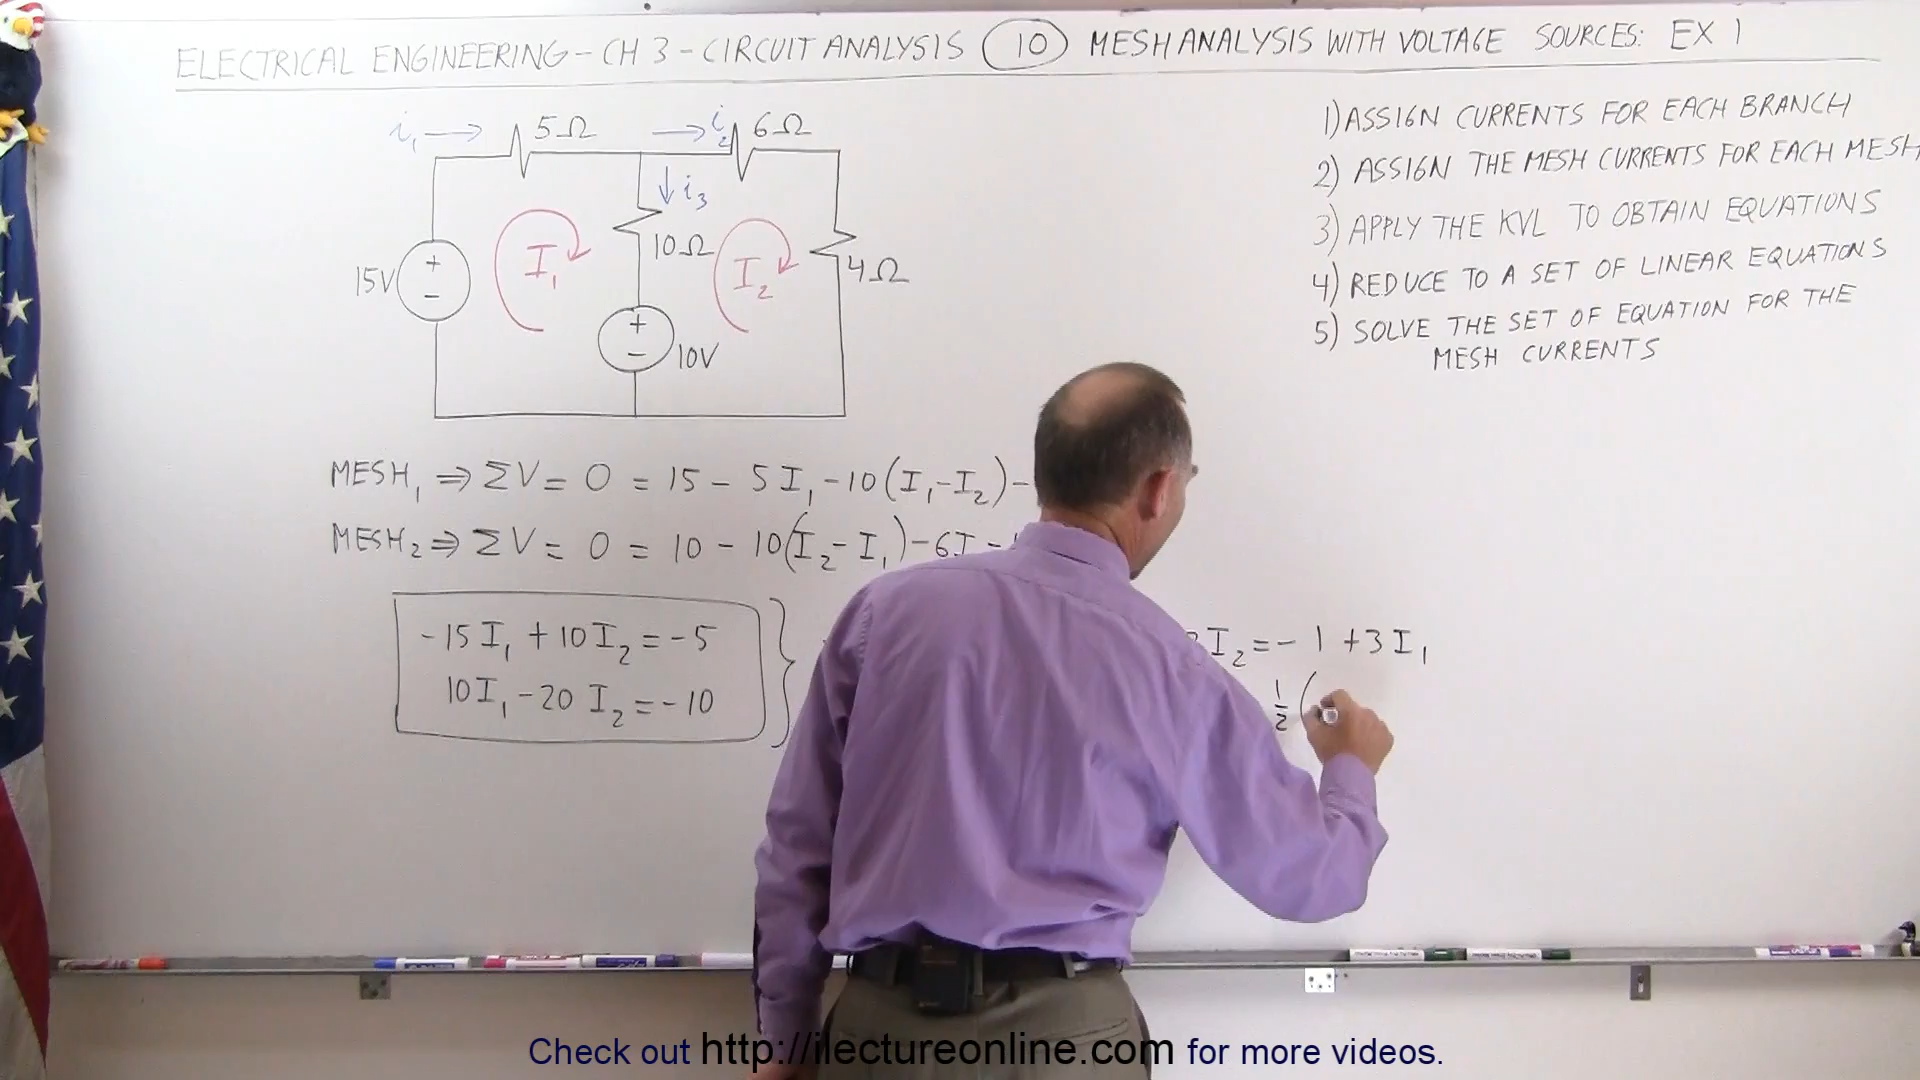 ELECTRICAL ENGINEERING - CH 3 - CIRCUIT ANALYSIS (10) MESH ANALYSIS WITH VOLTAGE SOURCES: EX 1
i₁ → 5Ω → i₂ 6Ω
↓ i₃
10Ω
I₁
I₂
4Ω
15V
+
−
+
−
10V
1) ASSIGN CURRENTS FOR EACH BRANCH
2) ASSIGN THE MESH CURRENTS FOR EACH MESH
3) APPLY THE KVL TO OBTAIN EQUATIONS
4) REDUCE TO A SET OF LINEAR EQUATIONS
5) SOLVE THE SET OF EQUATION FOR THE
MESH CURRENTS
MESH₁ ⇒ ΣV = 0 = 15 - 5I₁ - 10(I₁ - I₂) -
MESH₂ ⇒ ΣV = 0 = 10 - 10(I₂ - I₁) - 6I -
-15I₁ + 10I₂ = -5
10I₁ - 20I₂ = -10
I₂ = -1 + 3I₁
½(
Check out http://ilectureonline.com for more videos.